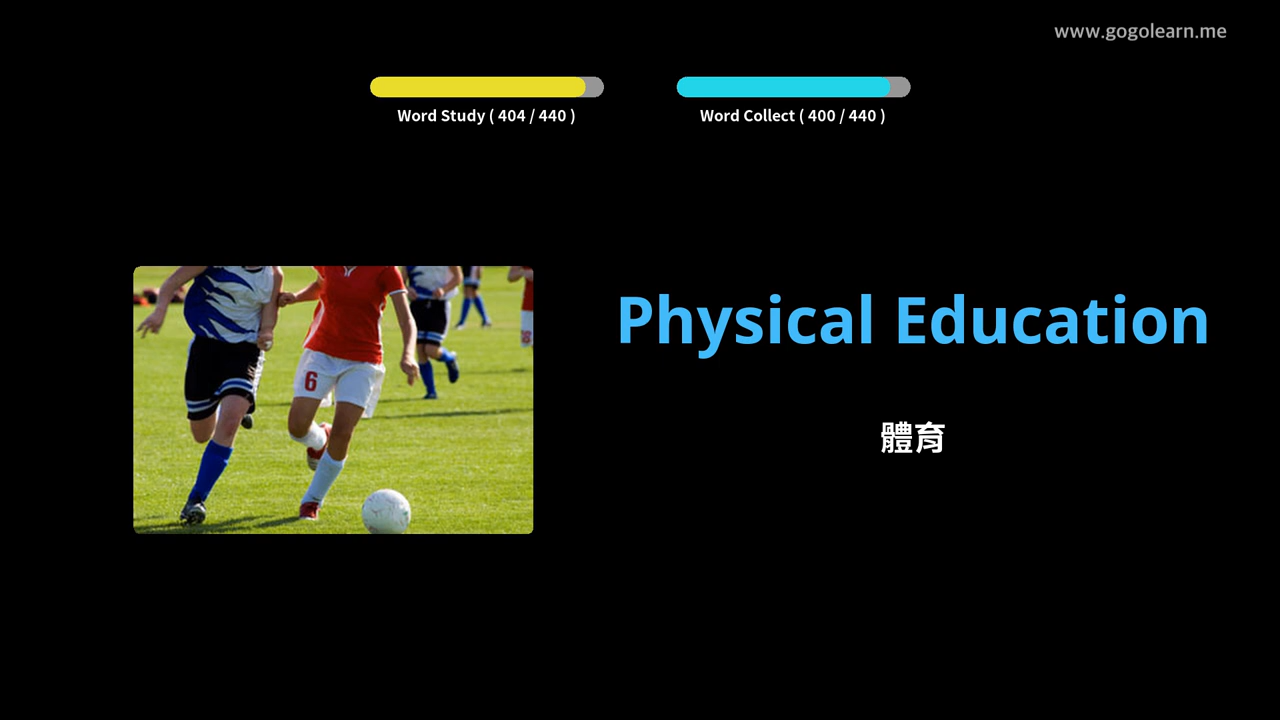 www.gogolearn.me
Word Study ( 404 / 440 )
Word Collect ( 400 / 440 )
Physical Education
體育
6